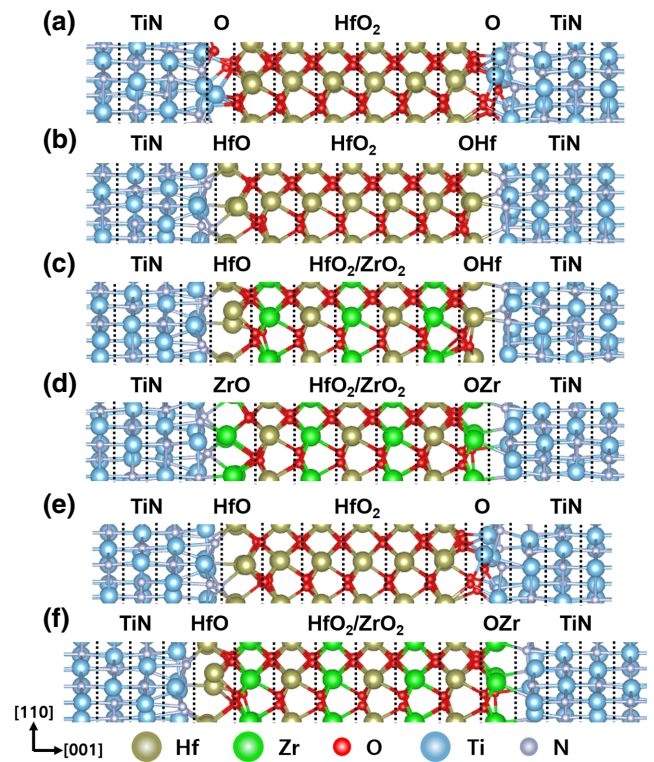 (a) TiN O HfO₂ O TiN
(b) TiN HfO HfO₂ OHf TiN
(c) TiN HfO HfO₂/ZrO₂ OHf TiN
(d) TiN ZrO HfO₂/ZrO₂ OZr TiN
(e) TiN HfO HfO₂ O TiN
(f) TiN HfO HfO₂/ZrO₂ OZr TiN
[110]
[001] Hf Zr O Ti N